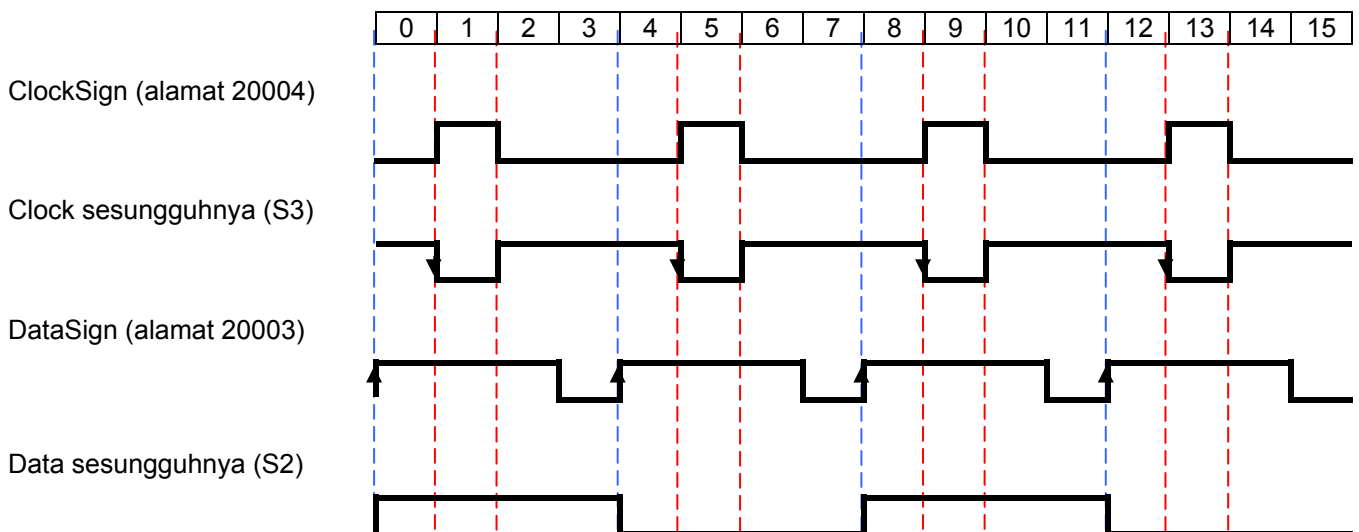 0 1 2 3 4 5 6 7 8 9 10 11 12 13 14 15
ClockSign (alamat 20004)
Clock sesungguhnya (S3)
DataSign (alamat 20003)
Data sesungguhnya (S2)